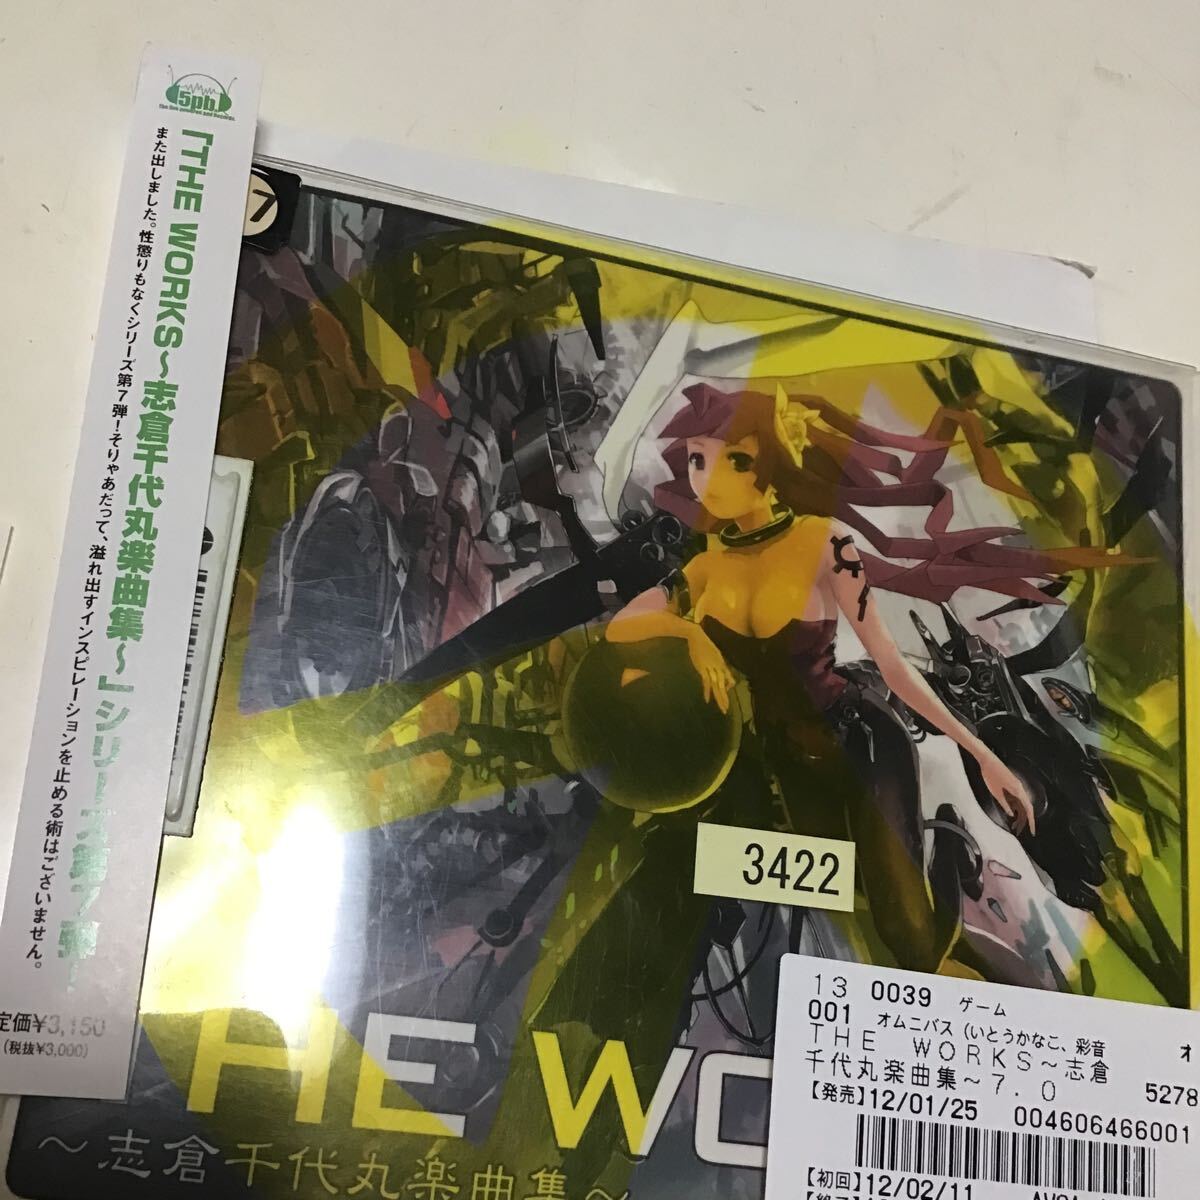 5pb.
「THE WORKS～志倉千代丸楽曲集～」シリーズ第7弾!
また出しました。性懲りもなくシリーズ第7弾!そりゃあだって、溢れ出すインスピレーションを止める術はございません。
定価¥3,150
(税抜¥3,000)
7
3422
HE WO
～志倉千代丸楽曲集～
13 0039 ゲーム
001 オムニバス (いとうかなこ、彩音 オ
THE WORKS～志倉
千代丸楽曲集～7.0 5278
【発売】12/01/25 004606466001
【初回】12/02/11